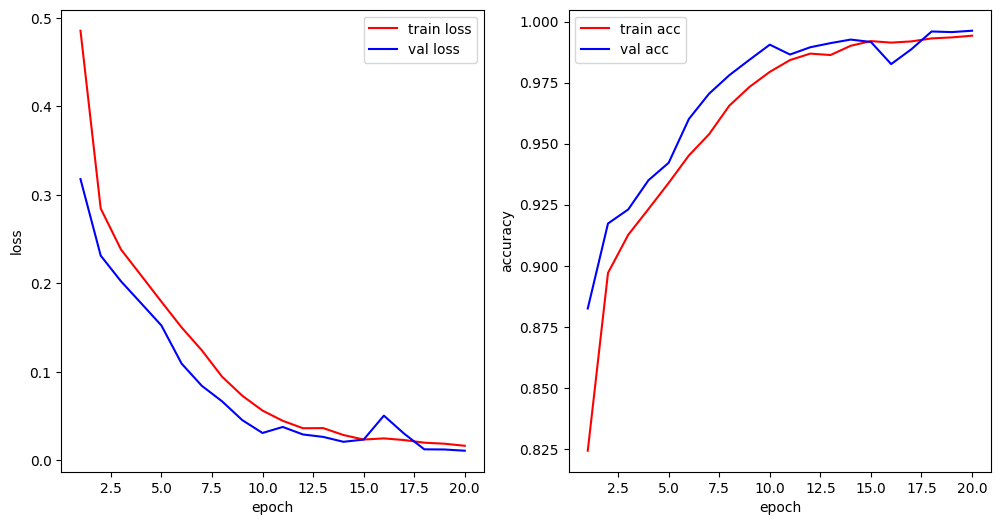 0.5
0.4
0.3
0.2
0.1
0.0
loss
train loss
val loss
2.5 5.0 7.5 10.0 12.5 15.0 17.5 20.0
epoch
1.000
0.975
0.950
0.925
0.900
0.875
0.850
0.825
accuracy
train acc
val acc
2.5 5.0 7.5 10.0 12.5 15.0 17.5 20.0
epoch